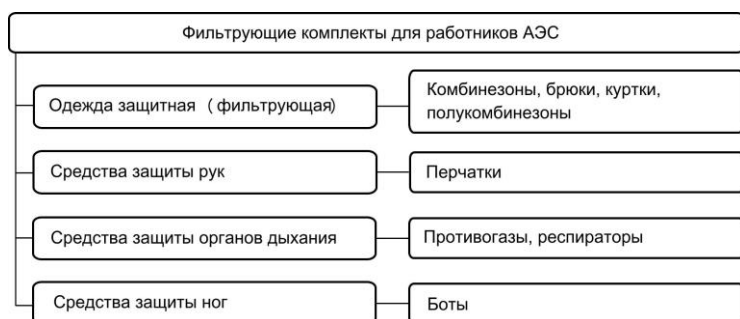 Фильтрующие комплекты для работников АЭС
Одежда защитная ( фильтрующая)
Комбинезоны, брюки, куртки,
полукомбинезоны
Средства защиты рук
Перчатки
Средства защиты органов дыхания
Противогазы, респираторы
Средства защиты ног
Боты